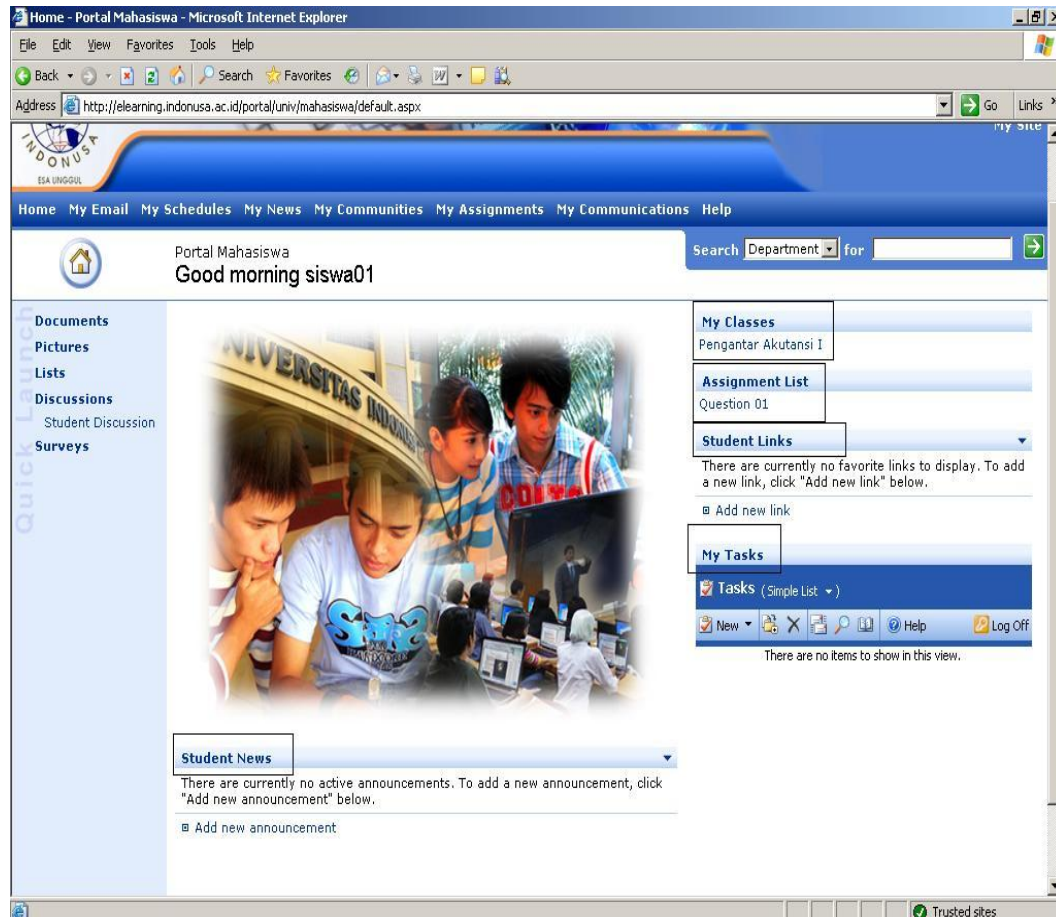 Home - Portal Mahasiswa - Microsoft Internet Explorer
File Edit View Favorites Tools Help
Back Search Favorites
Address http://elearning.indonusa.ac.id/portal/univ/mahasiswa/default.aspx Go Links
INDONUSA
ESA UNGGUL
My Site
Home My Email My Schedules My News My Communities My Assignments My Communications Help
Portal Mahasiswa
Good morning siswa01
Search Department for
Quick Launch
Documents
Pictures
Lists
Discussions
Student Discussion
Surveys
UNIVERSITAS INDONUSA
COLTS
My Classes
Pengantar Akutansi I
Assignment List
Question 01
Student Links
There are currently no favorite links to display. To add
a new link, click "Add new link" below.
Add new link
My Tasks
Tasks (Simple List)
New Help Log Off
There are no items to show in this view.
Student News
There are currently no active announcements. To add a new announcement, click
"Add new announcement" below.
Add new announcement
Trusted sites